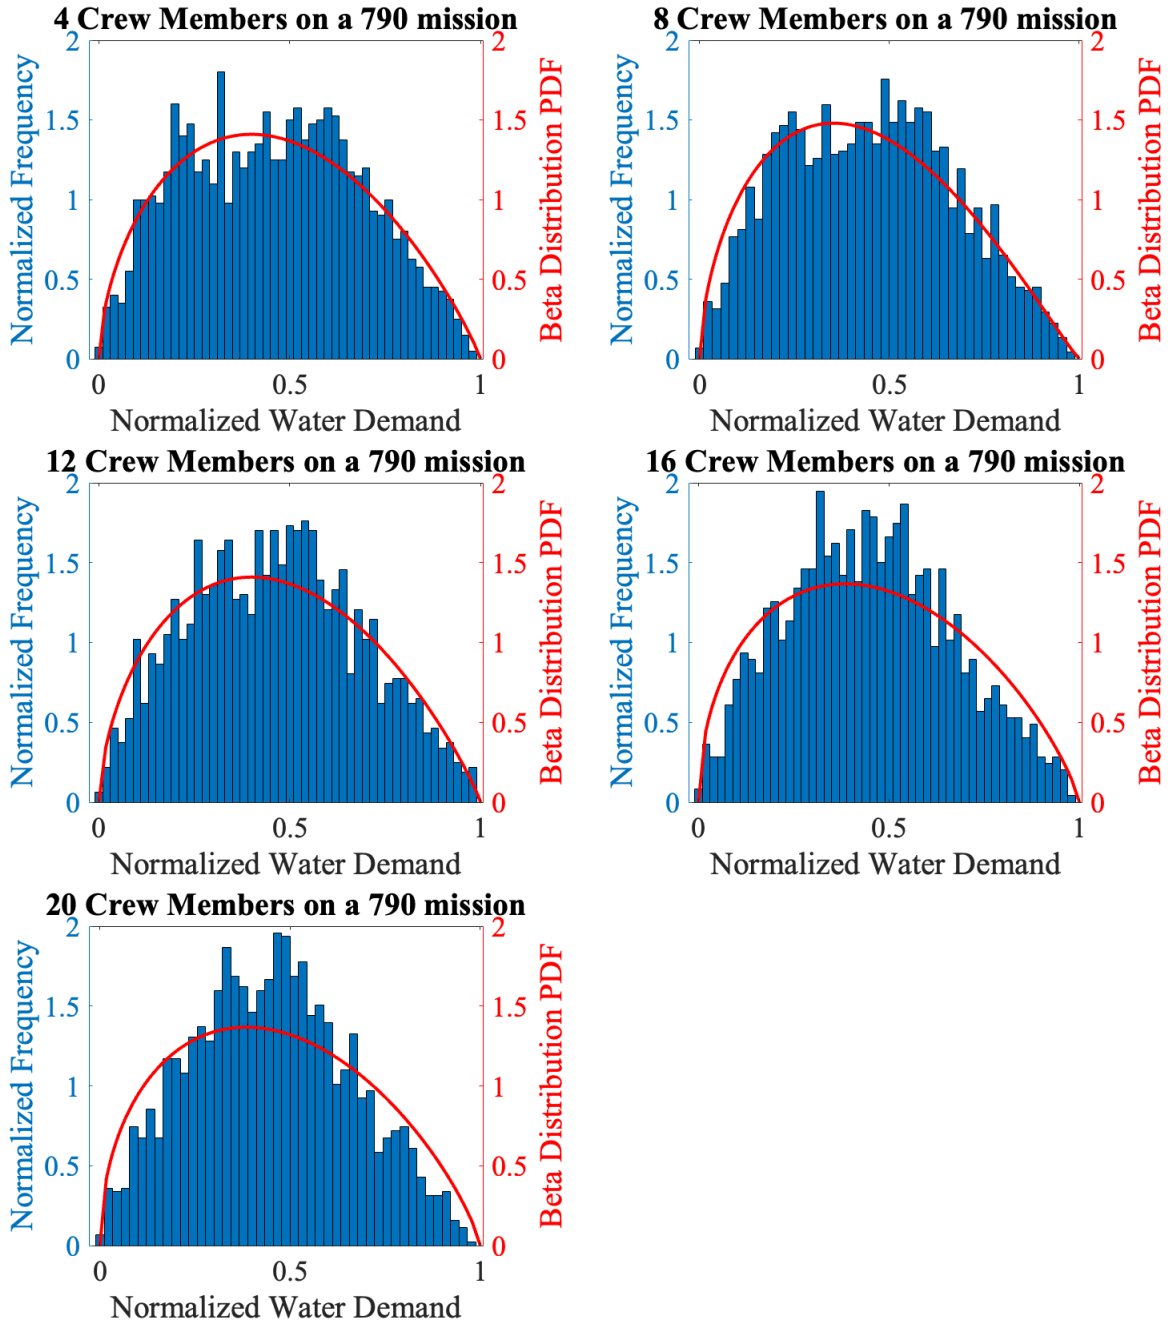 4 Crew Members on a 790 mission
2
1.5
1
0.5
0
Normalized Frequency
2
1.5
1
0.5
0
Beta Distribution PDF
0 0.5 1
Normalized Water Demand
8 Crew Members on a 790 mission
2
1.5
1
0.5
0
Normalized Frequency
2
1.5
1
0.5
0
Beta Distribution PDF
0 0.5 1
Normalized Water Demand
12 Crew Members on a 790 mission
2
1.5
1
0.5
0
Normalized Frequency
2
1.5
1
0.5
0
Beta Distribution PDF
0 0.5 1
Normalized Water Demand
16 Crew Members on a 790 mission
2
1.5
1
0.5
0
Normalized Frequency
2
1.5
1
0.5
0
Beta Distribution PDF
0 0.5 1
Normalized Water Demand
20 Crew Members on a 790 mission
2
1.5
1
0.5
0
Normalized Frequency
2
1.5
1
0.5
0
Beta Distribution PDF
0 0.5 1
Normalized Water Demand